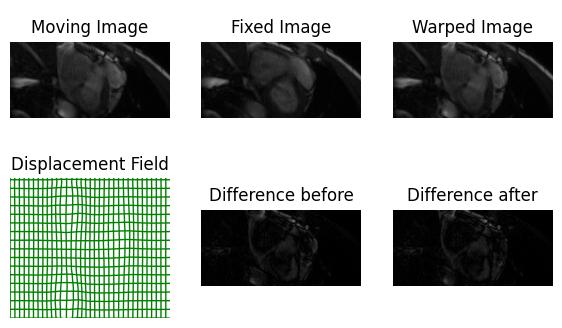 Moving Image
Fixed Image
Warped Image
Displacement Field
Difference before
Difference after